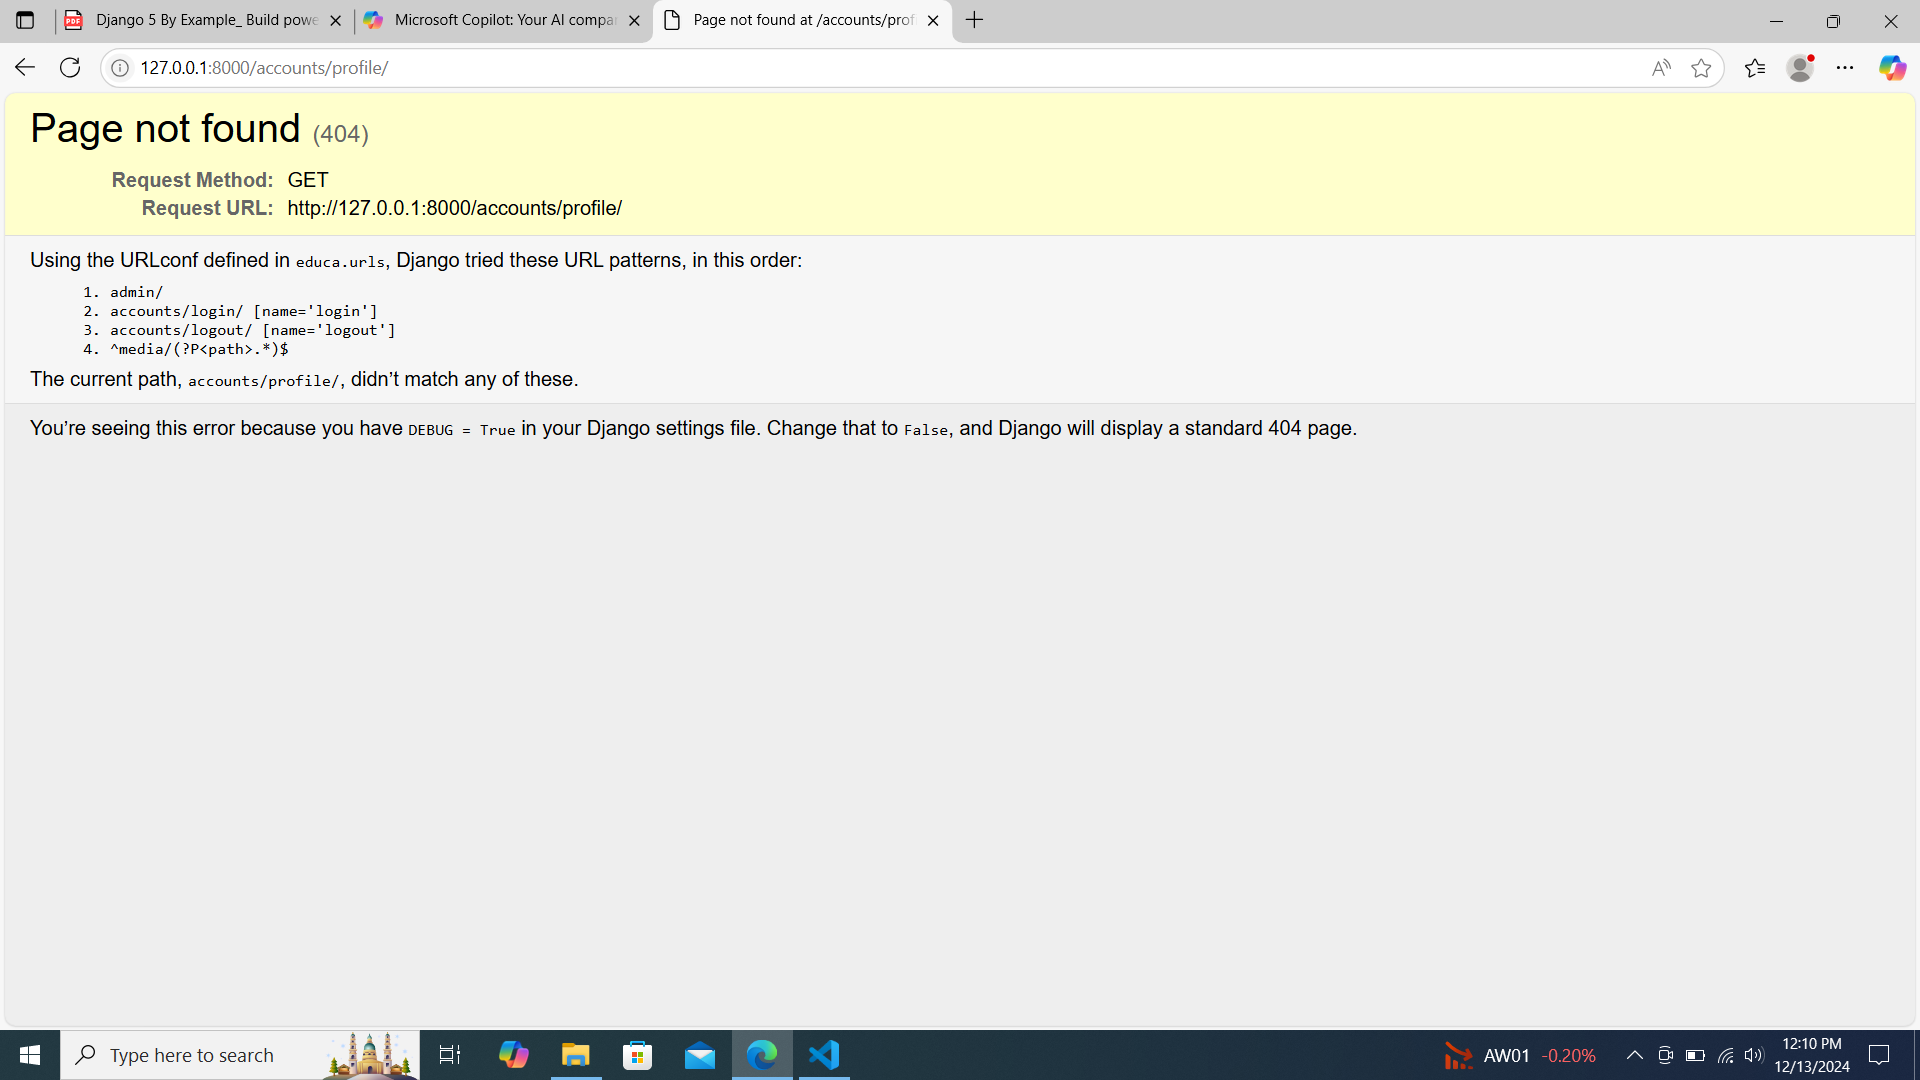 Django 5 By Example_ Build powe
Microsoft Copilot: Your AI compa
Page not found at /accounts/prof
127.0.0.1:8000/accounts/profile/
Page not found (404)
Request Method: GET
Request URL: http://127.0.0.1:8000/accounts/profile/
Using the URLconf defined in educa.urls, Django tried these URL patterns, in this order:
1. admin/
2. accounts/login/ [name='login']
3. accounts/logout/ [name='logout']
4. ^media/(?P<path>.*)$
The current path, accounts/profile/, didn’t match any of these.
You’re seeing this error because you have DEBUG = True in your Django settings file. Change that to False, and Django will display a standard 404 page.
Type here to search
AW01 -0.20%
12:10 PM
12/13/2024